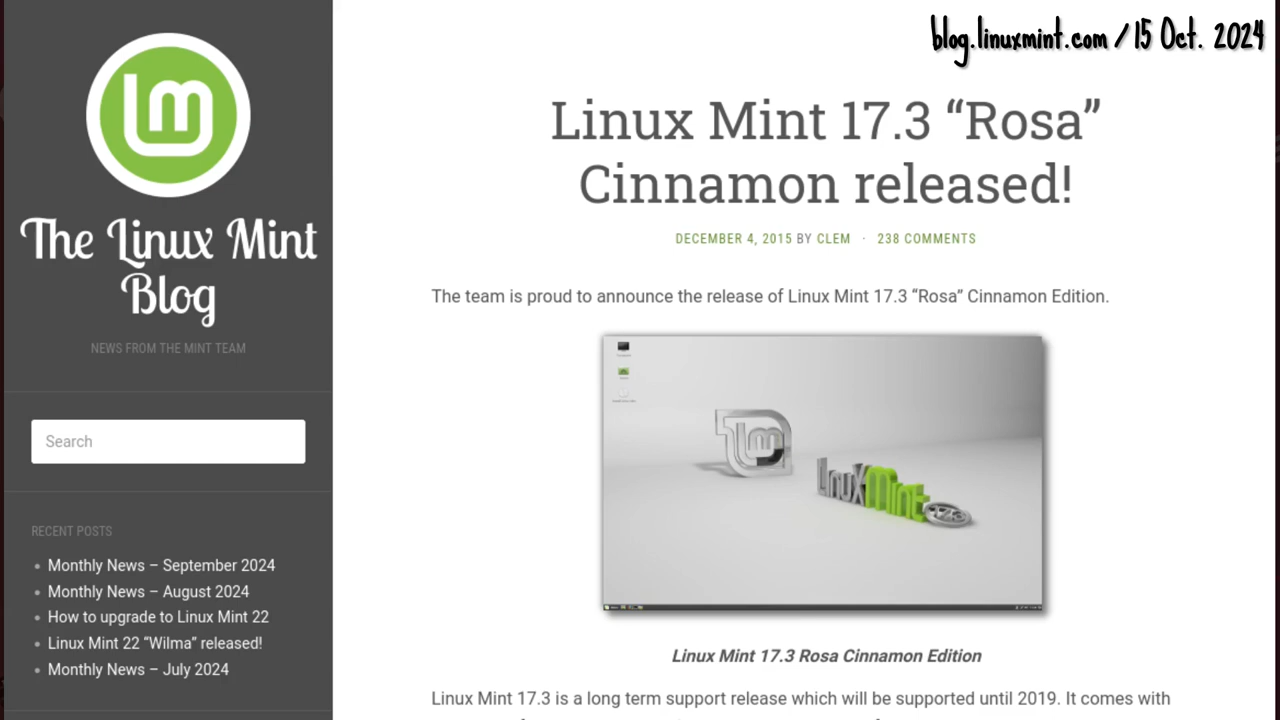 blog.linuxmint.com / 15 Oct. 2024
The Linux Mint
Blog
NEWS FROM THE MINT TEAM
Search
RECENT POSTS
Monthly News – September 2024
Monthly News – August 2024
How to upgrade to Linux Mint 22
Linux Mint 22 “Wilma” released!
Monthly News – July 2024
Linux Mint 17.3 “Rosa”
Cinnamon released!
DECEMBER 4, 2015 BY CLEM · 238 COMMENTS
The team is proud to announce the release of Linux Mint 17.3 “Rosa” Cinnamon Edition.
LinuxMint
17.3
Linux Mint 17.3 Rosa Cinnamon Edition
Linux Mint 17.3 is a long term support release which will be supported until 2019. It comes with